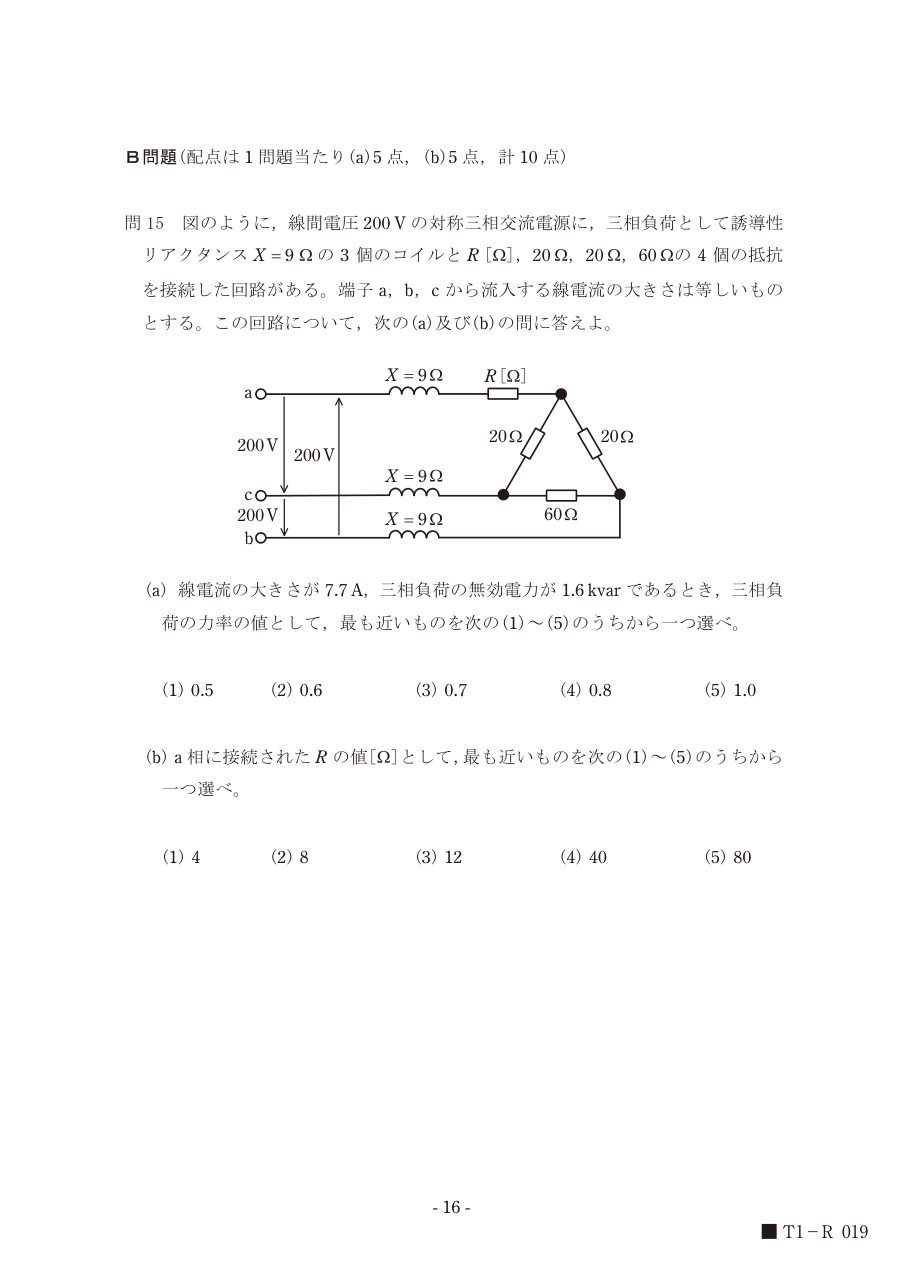 B問題(配点は1問題当たり(a)5点，(b)5点，計10点)
問15　図のように，線間電圧200Vの対称三相交流電源に，三相負荷として誘導性
リアクタンスX=9Ωの3個のコイルとR[Ω]，20Ω，20Ω，60Ωの4個の抵抗
を接続した回路がある。端子a，b，cから流入する線電流の大きさは等しいもの
とする。この回路について，次の(a)及び(b)の問に答えよ。
X=9Ω
R[Ω]
a
200V
200V
20Ω
20Ω
X=9Ω
c
200V
60Ω
X=9Ω
b
(a) 線電流の大きさが7.7A，三相負荷の無効電力が1.6kvarであるとき，三相負
荷の力率の値として，最も近いものを次の(1)～(5)のうちから一つ選べ。
(1) 0.5　(2) 0.6　(3) 0.7　(4) 0.8　(5) 1.0
(b) a相に接続されたRの値[Ω]として，最も近いものを次の(1)～(5)のうちから
一つ選べ。
(1) 4　(2) 8　(3) 12　(4) 40　(5) 80
- 16 -
■ T1－R 019